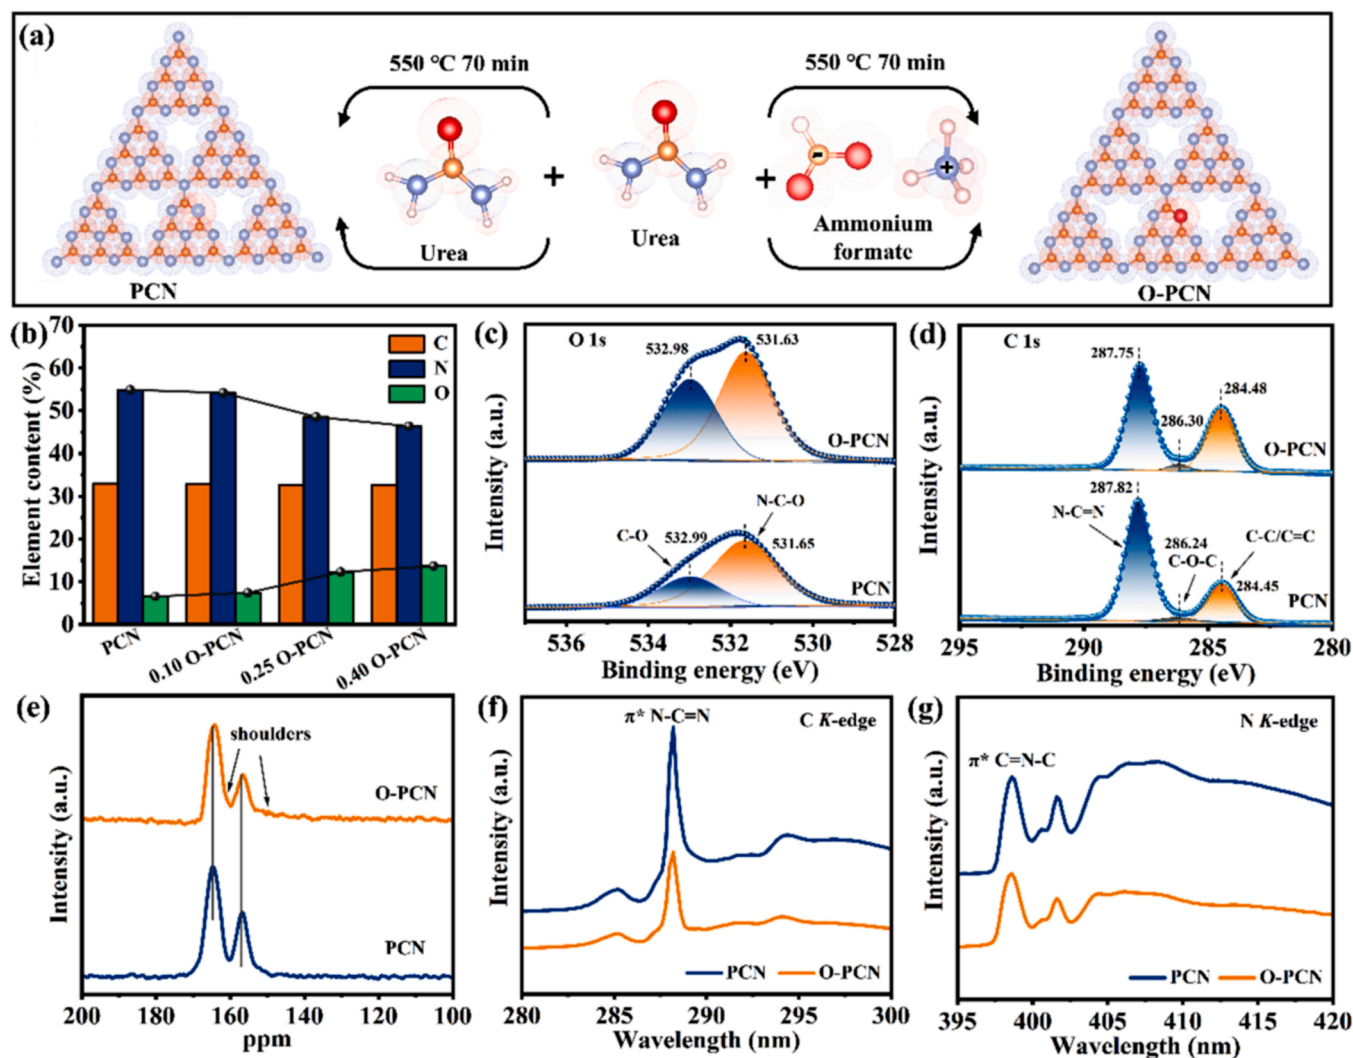 (a)
550 °C 70 min
550 °C 70 min
+
+
-
+
Urea
Urea
Ammonium
formate
PCN
O-PCN
(b)
Element content (%)
70
60
50
40
30
20
10
0
C
N
O
PCN
0.10 O-PCN
0.25 O-PCN
0.40 O-PCN
(c)
O 1s
Intensity (a.u.)
532.98
531.63
O-PCN
N-C-O
C-O
532.99
531.65
PCN
536 534 532 530 528
Binding energy (eV)
(d)
C 1s
Intensity (a.u.)
287.75
284.48
286.30
O-PCN
287.82
N-C=N
286.24
C-O-C
C-C/C=C
284.45
PCN
295 290 285 280
Binding energy (eV)
(e)
Intensity (a.u.)
shoulders
O-PCN
PCN
200 180 160 140 120 100
ppm
(f)
Intensity (a.u.)
π* N-C=N
C K-edge
PCN O-PCN
280 285 290 295 300
Wavelength (nm)
(g)
Intensity (a.u.)
N K-edge
π* C=N-C
PCN O-PCN
395 400 405 410 415 420
Wavelength (nm)